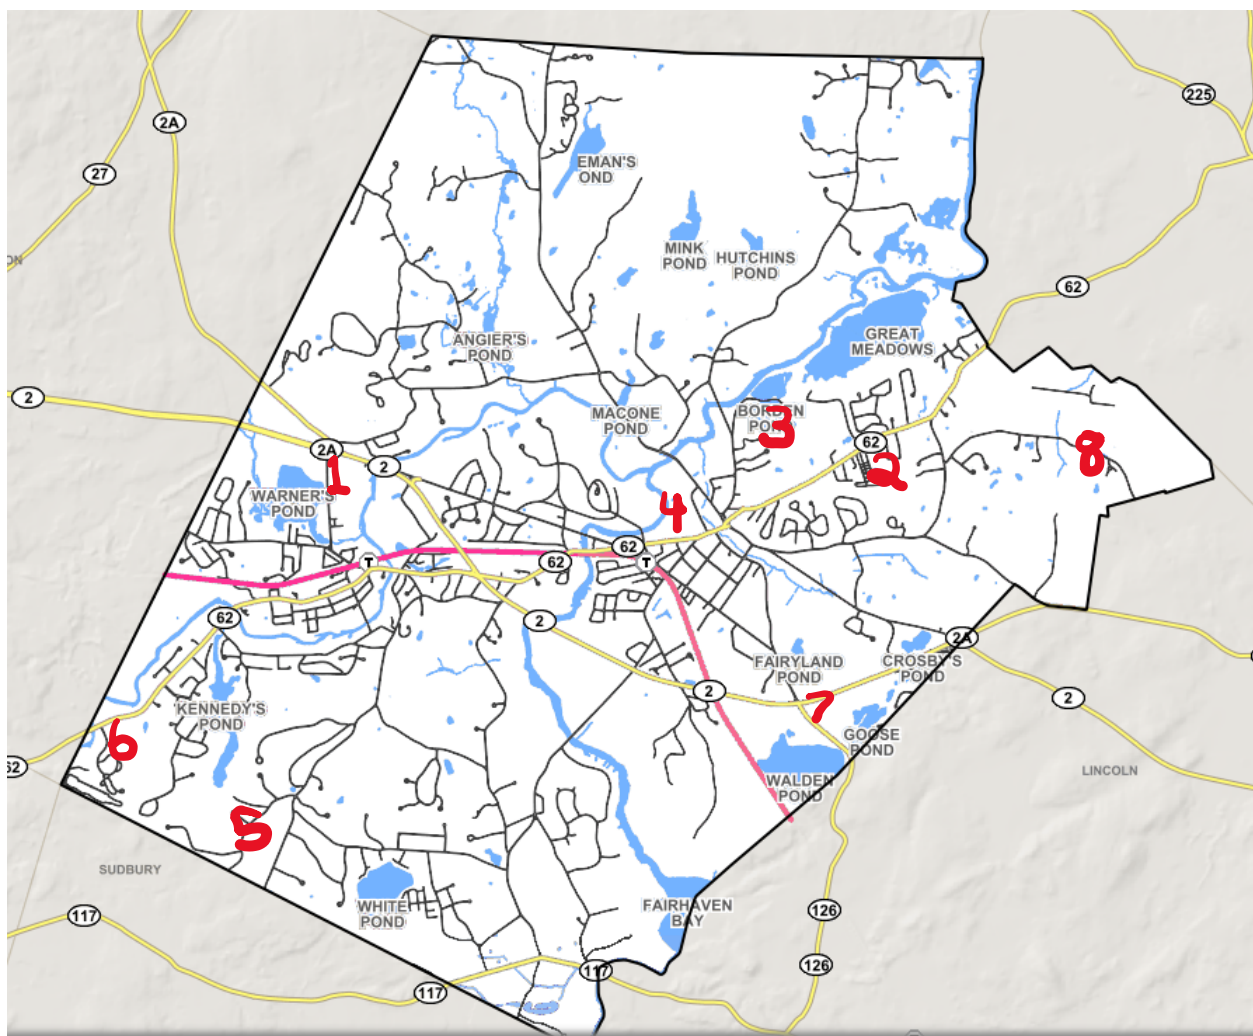 225
2A
27
EMAN'S
OND
ON
MINK
POND
HUTCHINS
POND
62
GREAT
MEADOWS
ANGIER'S
POND
2
MACONE
POND
BORDEN
POND
3
62
2
8
2A
1
2
WARNER'S
POND
4
T
62
62
T
62
2
2A
FAIRYLAND
POND
CROSBY'S
POND
2
2
7
KENNEDY'S
POND
6
GOOSE
POND
62
WALDEN
POND
LINCOLN
5
SUDBURY
WHITE
POND
FAIRHAVEN
BAY
117
126
126
117
117